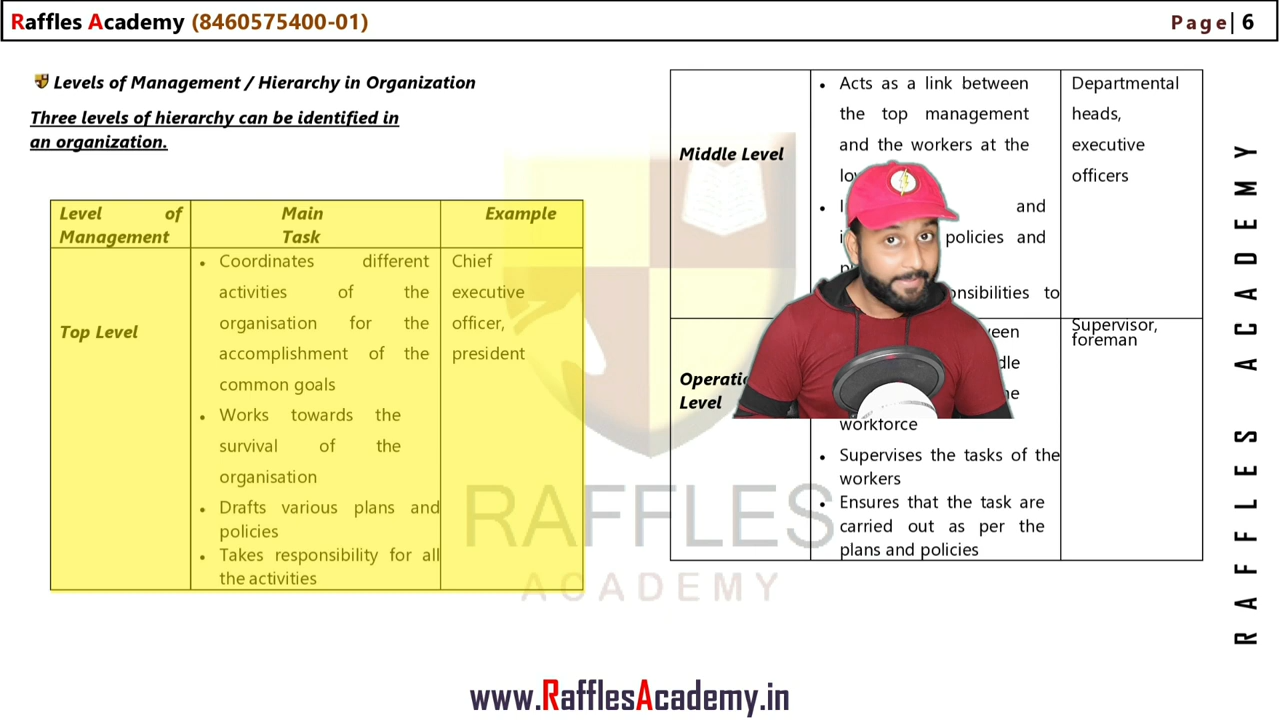 Raffles Academy (8460575400-01)
Page| 6
Levels of Management / Hierarchy in Organization
Three levels of hierarchy can be identified in
an organization.
Level of
Management
Main
Task
Example
Top Level
• Coordinates different
activities of the
organisation for the
accomplishment of the
common goals
• Works towards the
survival of the
organisation
• Drafts various plans and
policies
• Takes responsibility for all
the activities
Chief
executive
officer,
president
Middle Level
• Acts as a link between
the top management
and the workers at the
and
policies and
to
Departmental
heads,
executive
officers
Level
workforce
• Supervises the tasks of the
workers
• Ensures that the task are
carried out as per the
plans and policies
Supervisor,
foreman
RAFFLES
ACADEMY
RAFFLES ACADEMY
www.RafflesAcademy.in